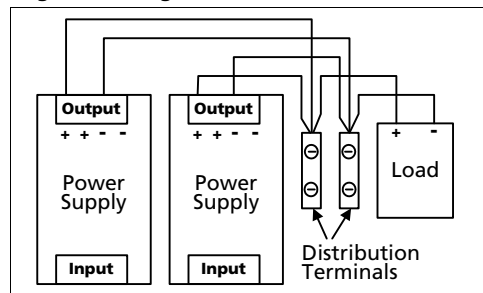 Output
+ + - -
Power
Supply
Input
Output
+ + - -
Power
Supply
Input
+ -
Load
Distribution
Terminals